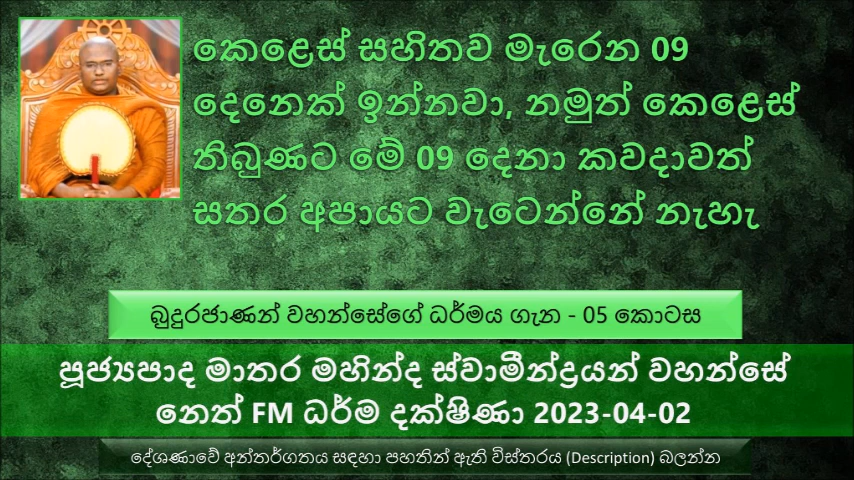 කෙළෙස් සහිතව මැරෙන 09
දෙනෙක් ඉන්නවා, නමුත් කෙළෙස්
තිබුණට මේ 09 දෙනා කවදාවත්
සතර අපායට වැටෙන්නේ නැහැ
බුදුරජාණන් වහන්සේගේ ධර්මය ගැන - 05 කොටස
පූජ්‍යපාද මාතර මහින්ද ස්වාමීන්ද්‍රයන් වහන්සේ
නෙත් FM ධර්ම දක්ෂිණා 2023-04-02
දේශණාවේ අන්තර්ගතය සඳහා පහතින් ඇති විස්තරය (Description) බලන්න